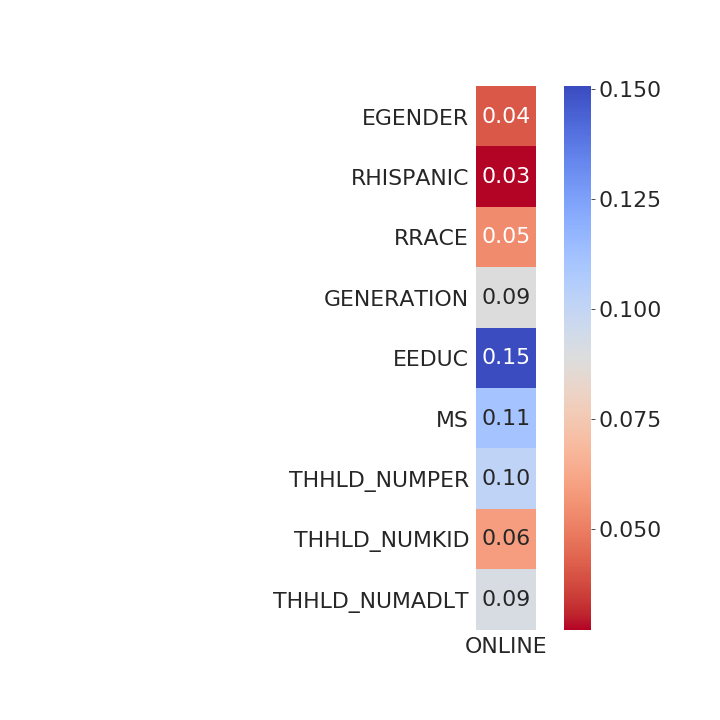 EGENDER 0.04
RHISPANIC 0.03
RRACE 0.05
GENERATION 0.09
EEDUC 0.15
MS 0.11
THHLD_NUMPER 0.10
THHLD_NUMKID 0.06
THHLD_NUMADLT 0.09
ONLINE
0.150
0.125
0.100
0.075
0.050